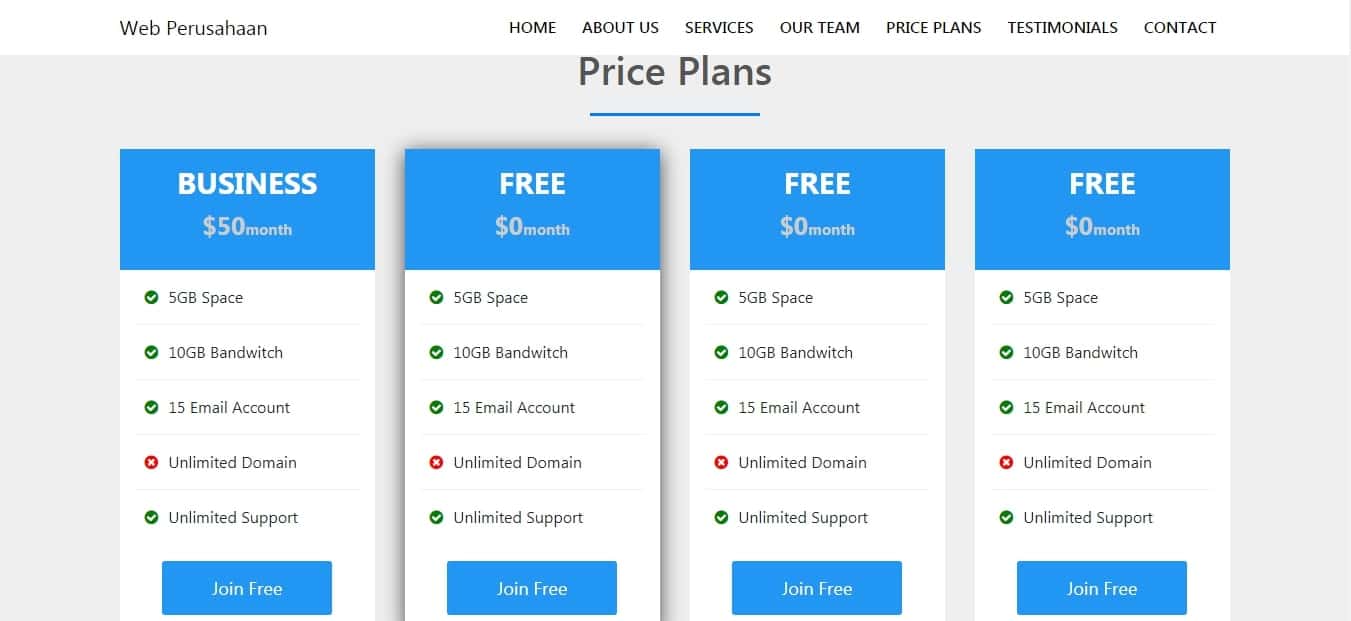 Web Perusahaan
HOME ABOUT US SERVICES OUR TEAM PRICE PLANS TESTIMONIALS CONTACT
Price Plans
BUSINESS
$50month
5GB Space
10GB Bandwitch
15 Email Account
Unlimited Domain
Unlimited Support
Join Free
FREE
$0month
5GB Space
10GB Bandwitch
15 Email Account
Unlimited Domain
Unlimited Support
Join Free
FREE
$0month
5GB Space
10GB Bandwitch
15 Email Account
Unlimited Domain
Unlimited Support
Join Free
FREE
$0month
5GB Space
10GB Bandwitch
15 Email Account
Unlimited Domain
Unlimited Support
Join Free